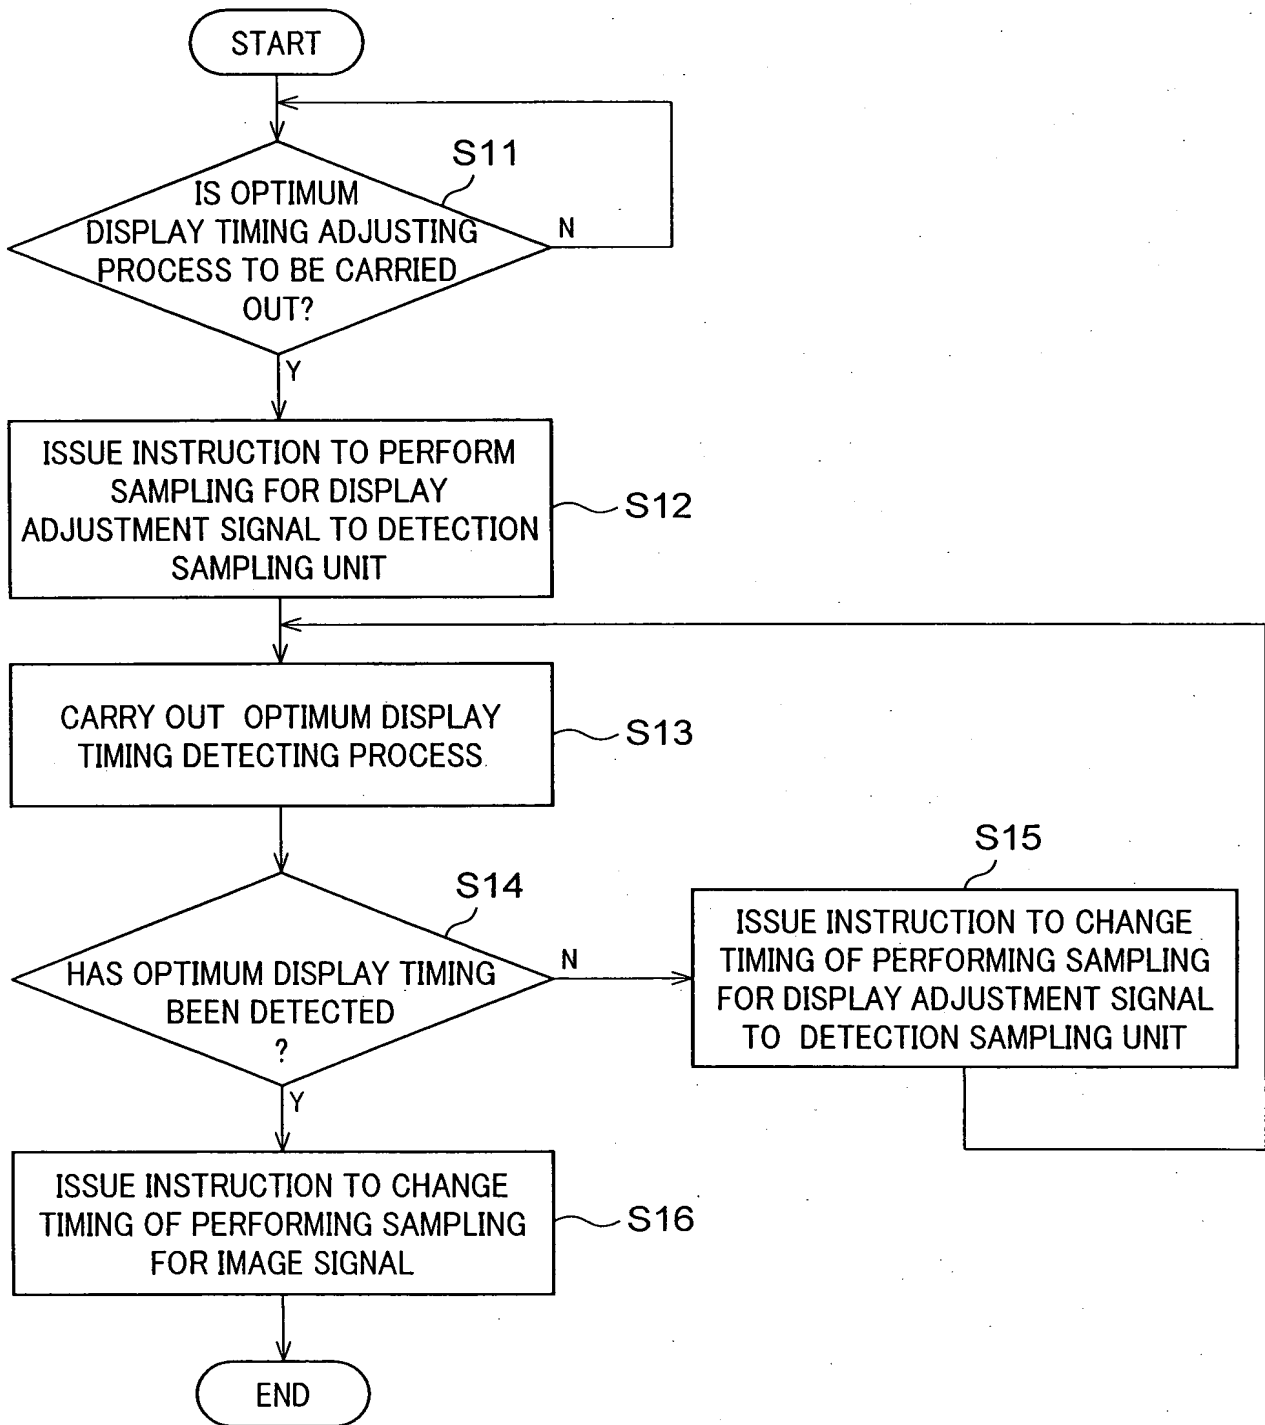 START
S11
IS OPTIMUM
DISPLAY TIMING ADJUSTING
PROCESS TO BE CARRIED
OUT?
N
Y
ISSUE INSTRUCTION TO PERFORM
SAMPLING FOR DISPLAY
ADJUSTMENT SIGNAL TO DETECTION
SAMPLING UNIT
S12
CARRY OUT OPTIMUM DISPLAY
TIMING DETECTING PROCESS
S13
S14
HAS OPTIMUM DISPLAY TIMING
BEEN DETECTED
?
N
Y
S15
ISSUE INSTRUCTION TO CHANGE
TIMING OF PERFORMING SAMPLING
FOR DISPLAY ADJUSTMENT SIGNAL
TO DETECTION SAMPLING UNIT
ISSUE INSTRUCTION TO CHANGE
TIMING OF PERFORMING SAMPLING
FOR IMAGE SIGNAL
S16
END